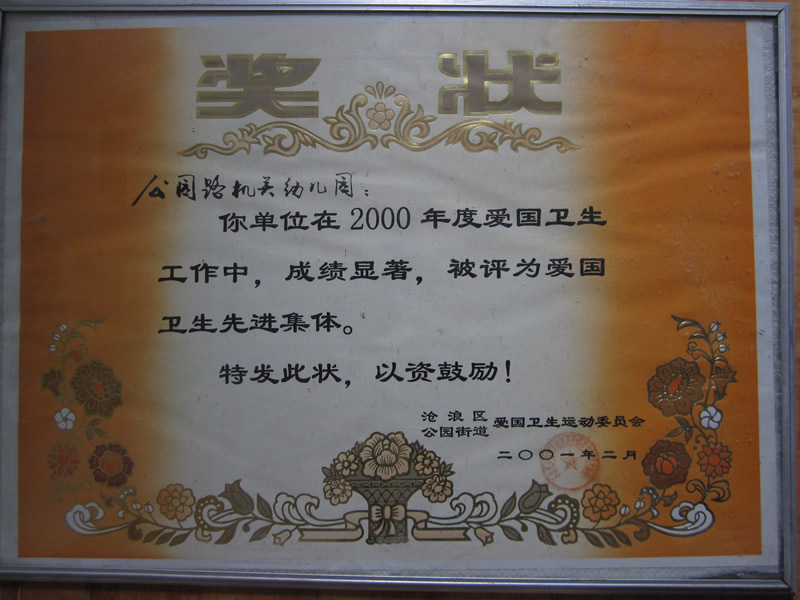 奖状
公园路机关幼儿园：
你单位在2000年度爱国卫生
工作中，成绩显著，被评为爱国
卫生先进集体。
特发此状，以资鼓励！
沧浪区
公园街道 爱国卫生运动委员会
二〇〇一年二月